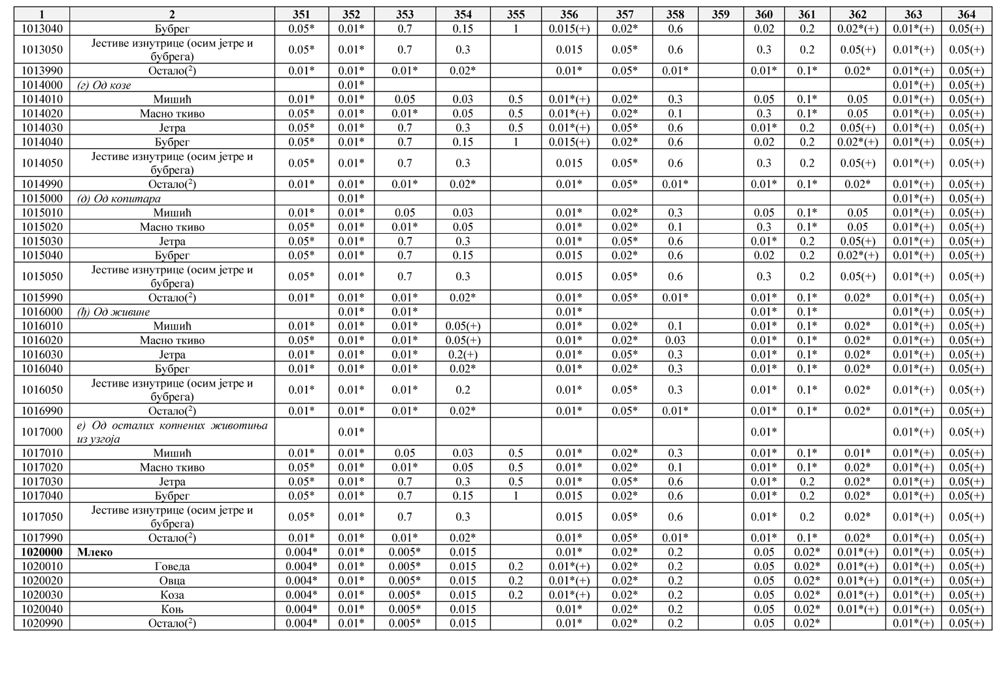 1 2 351 352 353 354 355 356 357 358 359 360 361 362 363 364
1013040 Бубрег 0.05* 0.01* 0.7 0.15 1 0.015(+) 0.02* 0.6 0.02 0.2 0.02*(+) 0.01*(+) 0.05(+)
1013050 Јестиве изнутрице (осим јетре и
бубрега) 0.05* 0.01* 0.7 0.3 0.015 0.05* 0.6 0.3 0.2 0.05(+) 0.01*(+) 0.05(+)
1013990 Остало(2) 0.01* 0.01* 0.01* 0.02* 0.01* 0.05* 0.01* 0.01* 0.1* 0.02* 0.01*(+) 0.05(+)
1014000 (г) Од козе 0.01* 0.01*(+) 0.05(+)
1014010 Мишић 0.01* 0.01* 0.05 0.03 0.5 0.01*(+) 0.02* 0.3 0.05 0.1* 0.05 0.01*(+) 0.05(+)
1014020 Масно ткиво 0.05* 0.01* 0.01* 0.05 0.5 0.01*(+) 0.02* 0.1 0.3 0.1* 0.05 0.01*(+) 0.05(+)
1014030 Јетра 0.05* 0.01* 0.7 0.3 0.5 0.01*(+) 0.05* 0.6 0.01* 0.2 0.05(+) 0.01*(+) 0.05(+)
1014040 Бубрег 0.05* 0.01* 0.7 0.15 1 0.015(+) 0.02* 0.6 0.02 0.2 0.02*(+) 0.01*(+) 0.05(+)
1014050 Јестиве изнутрице (осим јетре и
бубрега) 0.05* 0.01* 0.7 0.3 0.015 0.05* 0.6 0.3 0.2 0.05(+) 0.01*(+) 0.05(+)
1014990 Остало(2) 0.01* 0.01* 0.01* 0.02* 0.01* 0.05* 0.01* 0.01* 0.1* 0.02* 0.01*(+) 0.05(+)
1015000 (д) Од копитара 0.01* 0.01*(+) 0.05(+)
1015010 Мишић 0.01* 0.01* 0.05 0.03 0.01* 0.02* 0.3 0.05 0.1* 0.05 0.01*(+) 0.05(+)
1015020 Масно ткиво 0.05* 0.01* 0.01* 0.05 0.01* 0.02* 0.1 0.3 0.1* 0.05 0.01*(+) 0.05(+)
1015030 Јетра 0.05* 0.01* 0.7 0.3 0.01* 0.05* 0.6 0.01* 0.2 0.05(+) 0.01*(+) 0.05(+)
1015040 Бубрег 0.05* 0.01* 0.7 0.15 0.015 0.02* 0.6 0.02 0.2 0.02*(+) 0.01*(+) 0.05(+)
1015050 Јестиве изнутрице (осим јетре и
бубрега) 0.05* 0.01* 0.7 0.3 0.015 0.05* 0.6 0.3 0.2 0.05(+) 0.01*(+) 0.05(+)
1015990 Остало(2) 0.01* 0.01* 0.01* 0.02* 0.01* 0.05* 0.01* 0.01* 0.1* 0.02* 0.01*(+) 0.05(+)
1016000 (ђ) Од живине 0.01* 0.01* 0.01* 0.01* 0.1* 0.01*(+) 0.05(+)
1016010 Мишић 0.01* 0.01* 0.01* 0.05(+) 0.01* 0.02* 0.1 0.01* 0.1* 0.02* 0.01*(+) 0.05(+)
1016020 Масно ткиво 0.05* 0.01* 0.01* 0.05(+) 0.01* 0.02* 0.03 0.01* 0.1* 0.02* 0.01*(+) 0.05(+)
1016030 Јетра 0.01* 0.01* 0.01* 0.2(+) 0.01* 0.05* 0.3 0.01* 0.1* 0.02* 0.01*(+) 0.05(+)
1016040 Бубрег 0.01* 0.01* 0.01* 0.02* 0.01* 0.02* 0.3 0.01* 0.1* 0.02* 0.01*(+) 0.05(+)
1016050 Јестиве изнутрице (осим јетре и
бубрега) 0.01* 0.01* 0.01* 0.2 0.01* 0.05* 0.3 0.01* 0.1* 0.02* 0.01*(+) 0.05(+)
1016990 Остало(2) 0.01* 0.01* 0.01* 0.02* 0.01* 0.05* 0.01* 0.01* 0.1* 0.02* 0.01*(+) 0.05(+)
1017000 е) Од осталих копнених животиња
из узгоја 0.01* 0.01* 0.01*(+) 0.05(+)
1017010 Мишић 0.01* 0.01* 0.05 0.03 0.5 0.01* 0.02* 0.3 0.01* 0.1* 0.01* 0.01*(+) 0.05(+)
1017020 Масно ткиво 0.05* 0.01* 0.01* 0.05 0.5 0.01* 0.02* 0.1 0.01* 0.1* 0.02* 0.01*(+) 0.05(+)
1017030 Јетра 0.05* 0.01* 0.7 0.3 0.5 0.01* 0.05* 0.6 0.01* 0.2 0.02* 0.01*(+) 0.05(+)
1017040 Бубрег 0.05* 0.01* 0.7 0.15 1 0.015 0.02* 0.6 0.01* 0.2 0.02* 0.01*(+) 0.05(+)
1017050 Јестиве изнутрице (осим јетре и
бубрега) 0.05* 0.01* 0.7 0.3 0.015 0.05* 0.6 0.01* 0.2 0.02* 0.01*(+) 0.05(+)
1017990 Остало(2) 0.01* 0.01* 0.01* 0.02* 0.01* 0.05* 0.01* 0.01* 0.1* 0.02* 0.01*(+) 0.05(+)
1020000 Млеко 0.004* 0.01* 0.005* 0.015 0.01* 0.02* 0.2 0.05 0.02* 0.01*(+) 0.01*(+) 0.05(+)
1020010 Говеда 0.004* 0.01* 0.005* 0.015 0.2 0.01*(+) 0.02* 0.2 0.05 0.02* 0.01*(+) 0.01*(+) 0.05(+)
1020020 Овца 0.004* 0.01* 0.005* 0.015 0.2 0.01*(+) 0.02* 0.2 0.05 0.02* 0.01*(+) 0.01*(+) 0.05(+)
1020030 Коза 0.004* 0.01* 0.005* 0.015 0.2 0.01*(+) 0.02* 0.2 0.05 0.02* 0.01*(+) 0.01*(+) 0.05(+)
1020040 Коњ 0.004* 0.01* 0.005* 0.015 0.01* 0.02* 0.2 0.05 0.02* 0.01*(+) 0.01*(+) 0.05(+)
1020990 Остало(2) 0.004* 0.01* 0.005* 0.015 0.01* 0.02* 0.2 0.05 0.02* 0.01*(+) 0.05(+)